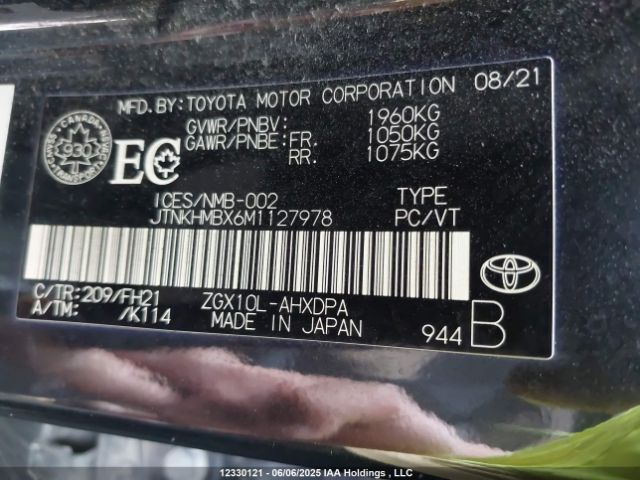 MFD.BY:TOYOTA MOTOR CORPORATION 08/21
GVWR/PNBV: 1960KG
GAWR/PNBE:FR. 1050KG
RR. 1075KG
CANADA
930
EC
ICES/NMB-002 TYPE
JTNKHMBX6M1127978 PC/VT
C/TR:209/FH21 ZGX10L-AHXDPA
A/TM: /K114 MADE IN JAPAN 944 B
12330121 - 06/06/2025 IAA Holdings , LLC